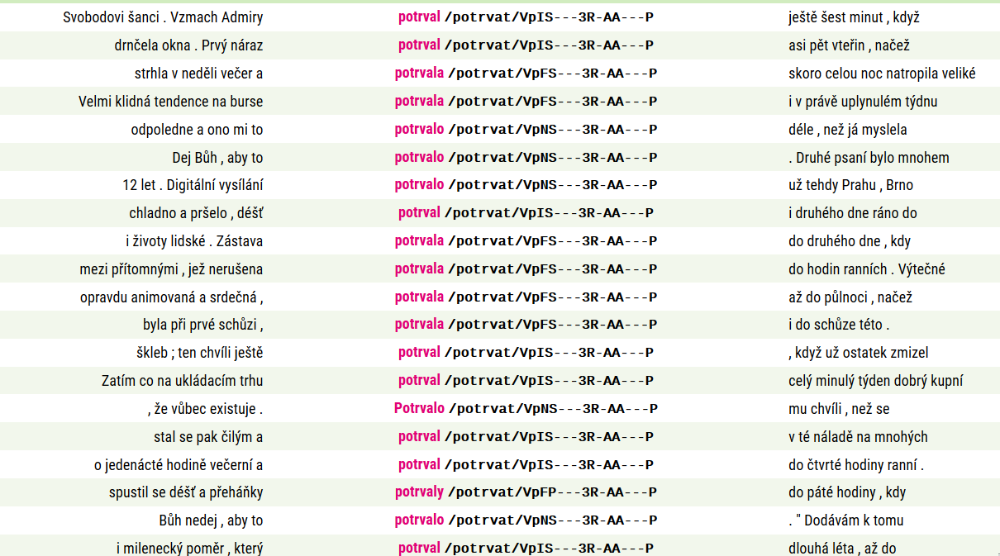 Svobodovi šanci . Vzmach Admiry potrval /potrvat/VpIS---3R-AA---P ještě šest minut , když
drnčela okna . Prvý náraz potrval /potrvat/VpIS---3R-AA---P asi pět vteřin , načež
strhla v neděli večer a potrvala /potrvat/VpFS---3R-AA---P skoro celou noc natropila veliké
Velmi klidná tendence na burse potrvala /potrvat/VpFS---3R-AA---P i v právě uplynulém týdnu
odpoledne a ono mi to potrvalo /potrvat/VpNS---3R-AA---P déle , než já myslela
Dej Bůh , aby to potrvalo /potrvat/VpNS---3R-AA---P . Druhé psaní bylo mnohem
12 let . Digitální vysílání potrvalo /potrvat/VpNS---3R-AA---P už tehdy Prahu , Brno
chladno a pršelo , déšť potrval /potrvat/VpIS---3R-AA---P i druhého dne ráno do
i životy lidské . Zástava potrvala /potrvat/VpFS---3R-AA---P do druhého dne , kdy
mezi přítomnými , jež nerušena potrvala /potrvat/VpFS---3R-AA---P do hodin ranních . Výtečné
opravdu animovaná a srdečná , potrvala /potrvat/VpFS---3R-AA---P až do půlnoci , načež
byla při prvé schůzi , potrvala /potrvat/VpFS---3R-AA---P i do schůze této .
škleb ; ten chvíli ještě potrval /potrvat/VpIS---3R-AA---P , když už ostatek zmizel
Zatím co na ukládacím trhu potrval /potrvat/VpIS---3R-AA---P celý minulý týden dobrý kupní
, že vůbec existuje . Potrvalo /potrvat/VpNS---3R-AA---P mu chvíli , než se
stal se pak čilým a potrval /potrvat/VpIS---3R-AA---P v té náladě na mnohých
o jedenácté hodině večerní a potrval /potrvat/VpIS---3R-AA---P do čtvrté hodiny ranní .
spustil se déšť a přeháňky potrvaly /potrvat/VpFP---3R-AA---P do páté hodiny , kdy
Bůh nedej , aby to potrvalo /potrvat/VpNS---3R-AA---P . " Dodávám k tomu
i milenecký poměr , který potrval /potrvat/VpIS---3R-AA---P dlouhá léta , až do